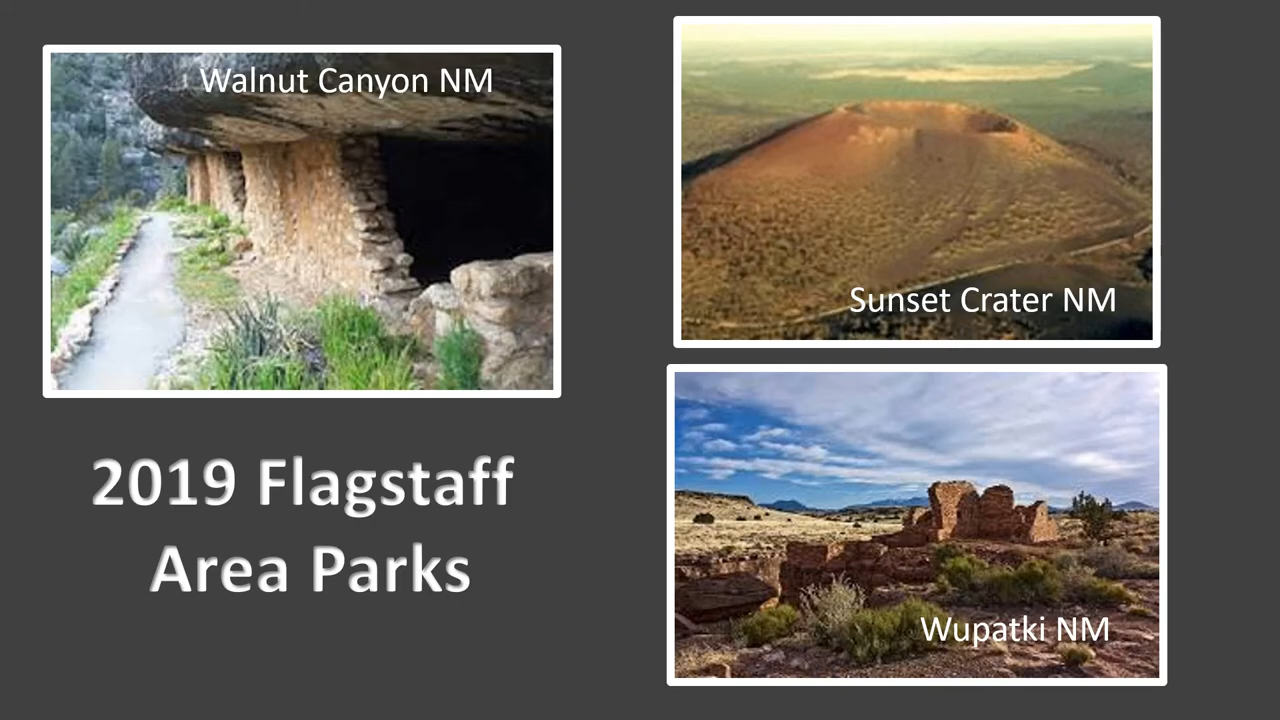 Walnut Canyon NM
Sunset Crater NM
2019 Flagstaff
Area Parks
Wupatki NM